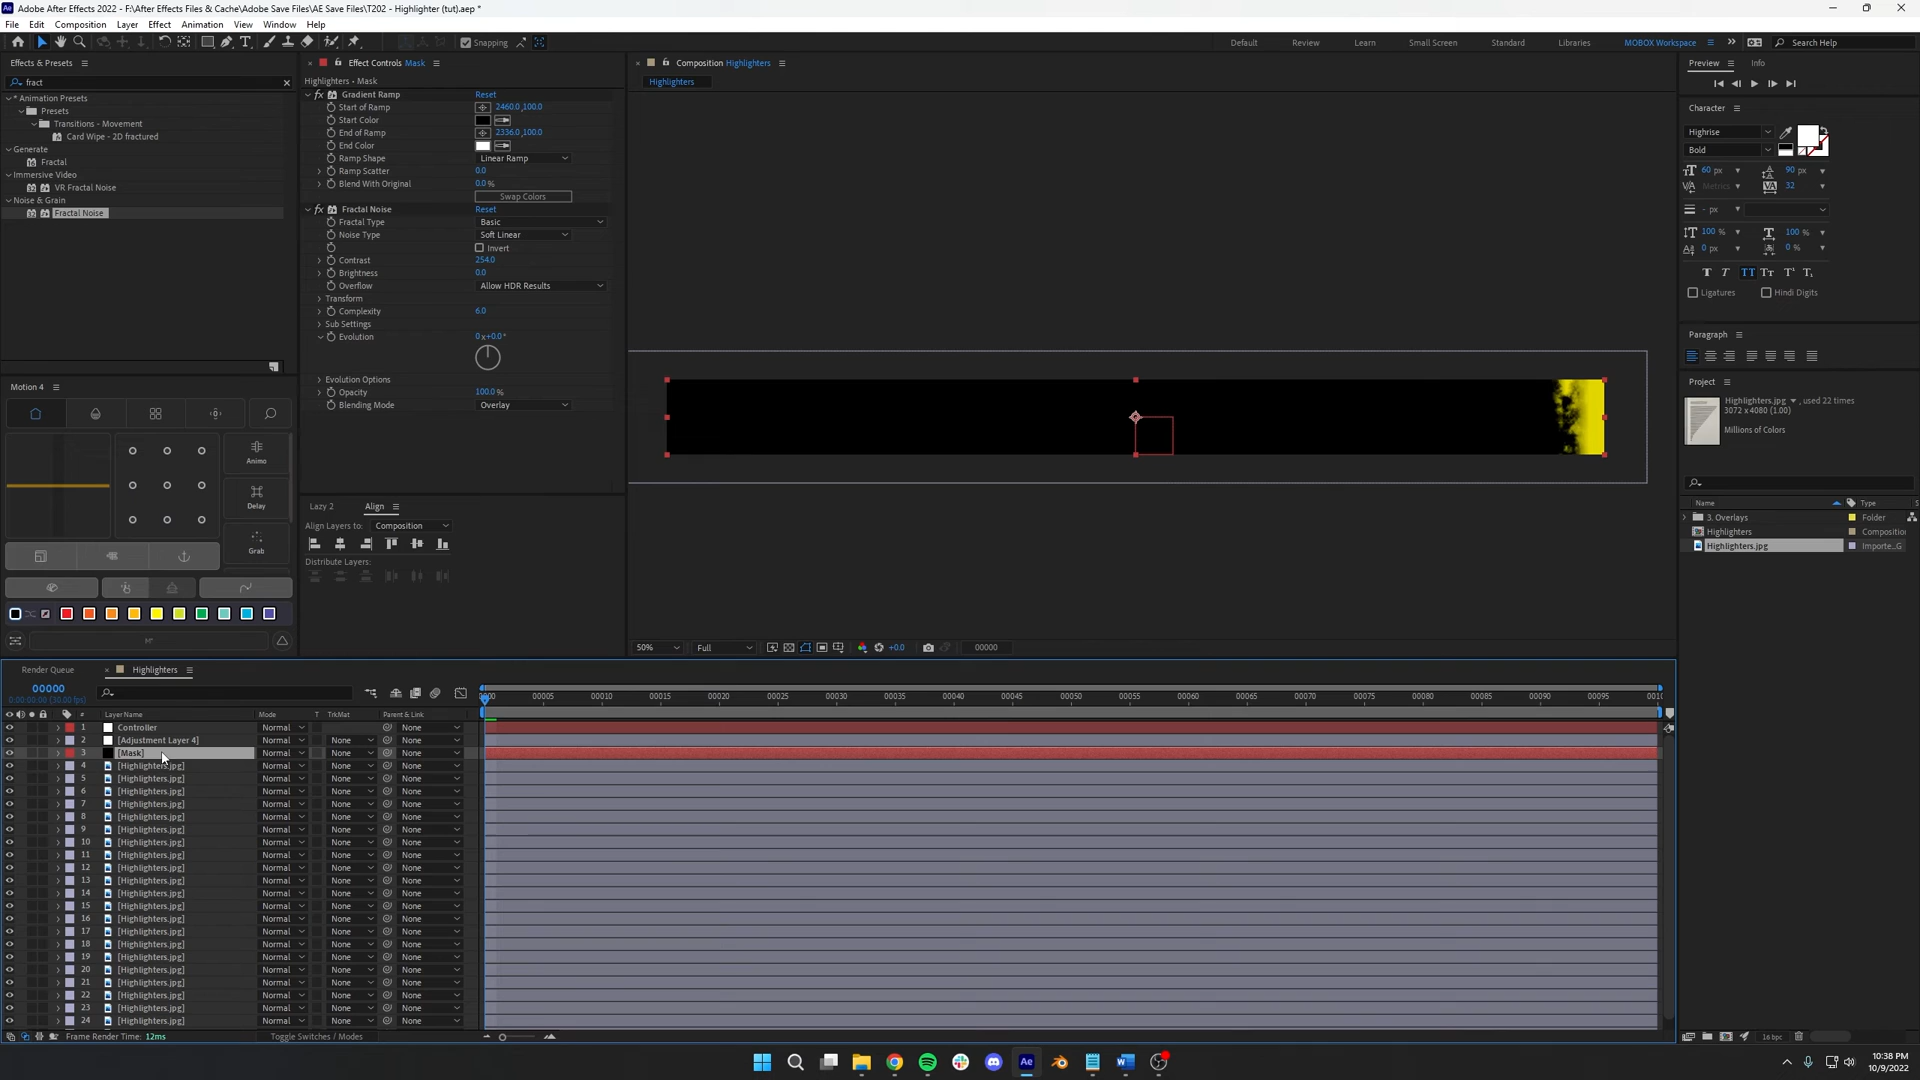 Adobe After Effects 2022 - F:\After Effects Files & Cache\Adobe Save Files\AE Save Files\T202 - Highlighter (tut).aep *
File Edit Composition Layer Effect Animation View Window Help
Snapping
Default Review Learn Small Screen Standard Libraries MOBOX Workspace Search Help
Effects & Presets
fract
* Animation Presets
Presets
Transitions - Movement
Card Wipe - 2D fractured
Generate
Fractal
Immersive Video
VR Fractal Noise
Noise & Grain
Fractal Noise
Motion 4
Animo
Delay
Grab
Effect Controls Mask
Highlighters • Mask
Gradient Ramp Reset
Start of Ramp 2460.0,100.0
Start Color
End of Ramp 2336.0,100.0
End Color
Ramp Shape Linear Ramp
Ramp Scatter 0.0
Blend With Original 0.0 %
Swap Colors
Fractal Noise Reset
Fractal Type Basic
Noise Type Soft Linear
Invert
Contrast 254.0
Brightness 0.0
Overflow Allow HDR Results
Transform
Complexity 6.0
Sub Settings
Evolution 0x+0.0°
Evolution Options
Opacity 100.0 %
Blending Mode Overlay
Lazy 2 Align
Align Layers to: Composition
Distribute Layers:
Composition Highlighters
Highlighters
50% Full +0.0 00000
Preview Info
Character
Highrise
Bold
60 px 90 px
Metrics 32
- px
100 % 100 %
0 px 0 %
Ligatures Hindi Digits
Paragraph
Project
Highlighters.jpg , used 22 times
3072 x 4080 (1.00)
Millions of Colors
Name Type
3. Overlays Folder
Highlighters Compositio
Highlighters.jpg Importe...G
16 bpc
Render Queue Highlighters
00000
0:00:00:00 (30.00 fps)
0000 00005 00010 00015 00020 00025 00030 00035 00040 00045 00050 00055 00060 00065 00070 00075 00080 00085 00090 00095 0010
# Layer Name Mode T TrkMat Parent & Link
1 Controller Normal None
2 [Adjustment Layer 4] Normal None None
3 [Mask] Normal None None
4 [Highlighters.jpg] Normal None None
5 [Highlighters.jpg] Normal None None
6 [Highlighters.jpg] Normal None None
7 [Highlighters.jpg] Normal None None
8 [Highlighters.jpg] Normal None None
9 [Highlighters.jpg] Normal None None
10 [Highlighters.jpg] Normal None None
11 [Highlighters.jpg] Normal None None
12 [Highlighters.jpg] Normal None None
13 [Highlighters.jpg] Normal None None
14 [Highlighters.jpg] Normal None None
15 [Highlighters.jpg] Normal None None
16 [Highlighters.jpg] Normal None None
17 [Highlighters.jpg] Normal None None
18 [Highlighters.jpg] Normal None None
19 [Highlighters.jpg] Normal None None
20 [Highlighters.jpg] Normal None None
21 [Highlighters.jpg] Normal None None
22 [Highlighters.jpg] Normal None None
23 [Highlighters.jpg] Normal None None
24 [Highlighters.jpg] Normal None None
Frame Render Time: 12ms Toggle Switches / Modes
10:38 PM
10/9/2022